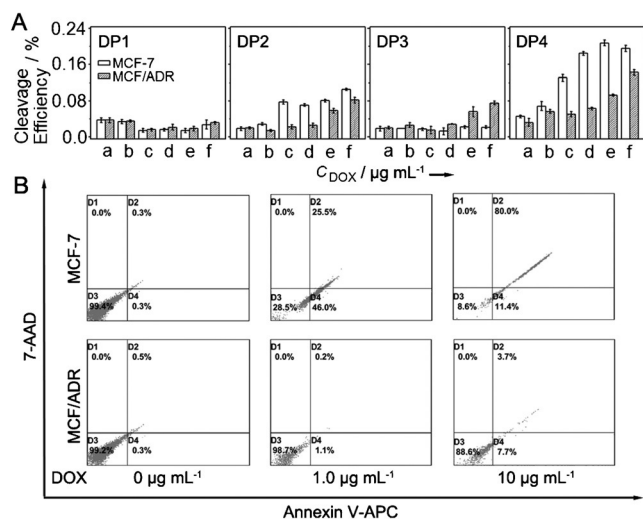 A
0.24
0.16
0.08
0.0
Cleavage / %
Efficiency
DP1
MCF-7
MCF/ADR
DP2
DP3
DP4
a b c d e f
a b c d e f
a b c d e f
a b c d e f
C DOX / µg mL⁻¹
B
7-AAD
MCF-7
D1 0.0%
D2 0.3%
D3 99.4%
D4 0.3%
D1 0.0%
D2 25.5%
D3 28.5%
D4 46.0%
D1 0.0%
D2 80.0%
D3 8.6%
D4 11.4%
MCF/ADR
D1 0.0%
D2 0.5%
D3 99.2%
D4 0.3%
D1 0.0%
D2 0.2%
D3 98.7%
D4 1.1%
D1 0.0%
D2 3.7%
D3 88.6%
D4 7.7%
DOX 0 µg mL⁻¹ 1.0 µg mL⁻¹ 10 µg mL⁻¹
Annexin V-APC